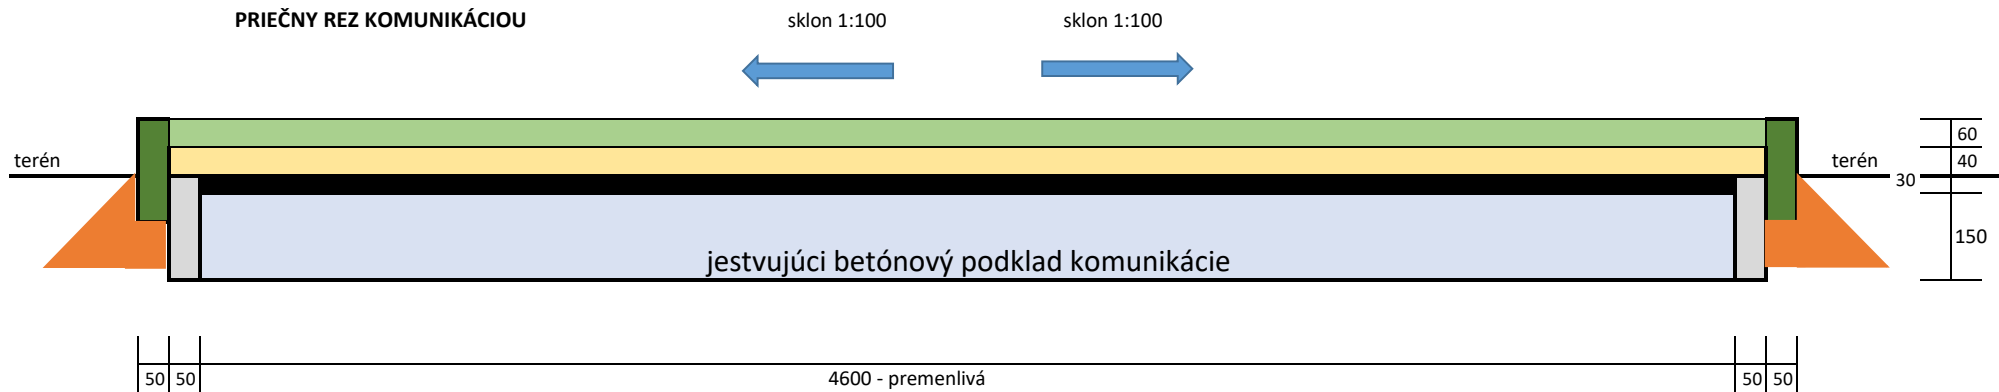 PRIEČNY REZ KOMUNIKÁCIOU
sklon 1:100
sklon 1:100
terén
terén
60
40
30
150
jestvujúci betónový podklad komunikácie
50 50
4600 - premenlivá
50 50